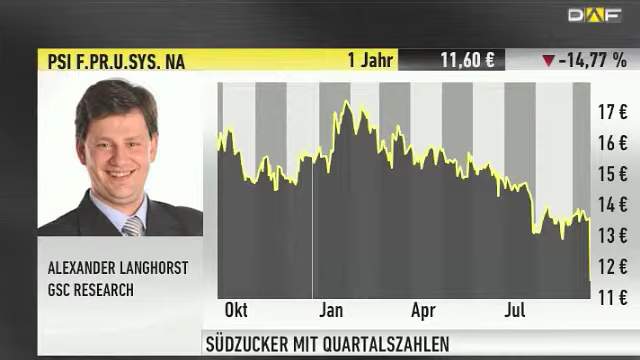 DAF
PSI F.PR.U.SYS. NA 1 Jahr 11,60 € ▼-14,77 %
17 €
16 €
15 €
14 €
13 €
12 €
11 €
Okt Jan Apr Jul
ALEXANDER LANGHORST
GSC RESEARCH
SÜDZUCKER MIT QUARTALSZAHLEN